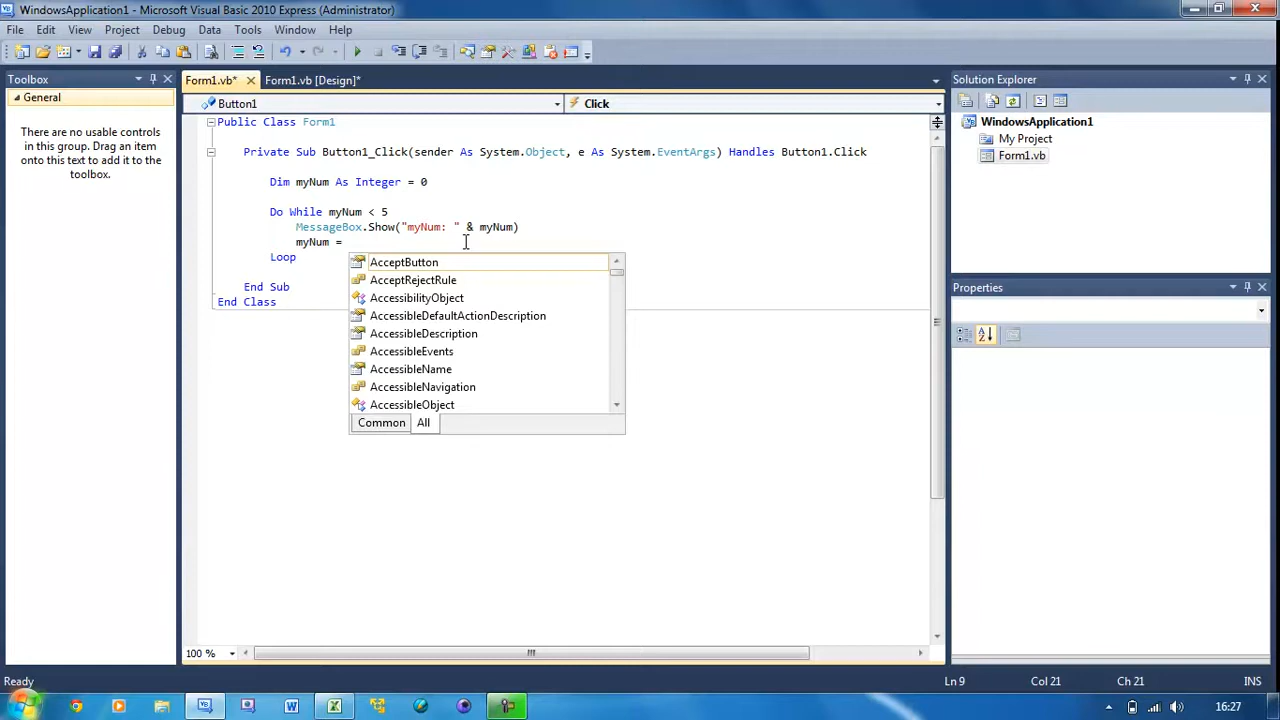 WindowsApplication1 - Microsoft Visual Basic 2010 Express (Administrator)
File Edit View Project Debug Data Tools Window Help
Toolbox
General
There are no usable controls
in this group. Drag an item
onto this text to add it to the
toolbox.
Form1.vb* Form1.vb [Design]*
Button1 Click
Public Class Form1
Private Sub Button1_Click(sender As System.Object, e As System.EventArgs) Handles Button1.Click
Dim myNum As Integer = 0
Do While myNum < 5
MessageBox.Show("myNum: " & myNum)
myNum =
Loop
End Sub
End Class
AcceptButton
AcceptRejectRule
AccessibilityObject
AccessibleDefaultActionDescription
AccessibleDescription
AccessibleEvents
AccessibleName
AccessibleNavigation
AccessibleObject
Common All
100 %
Solution Explorer
WindowsApplication1
My Project
Form1.vb
Properties
Ready Ln 9 Col 21 Ch 21 INS
16:27